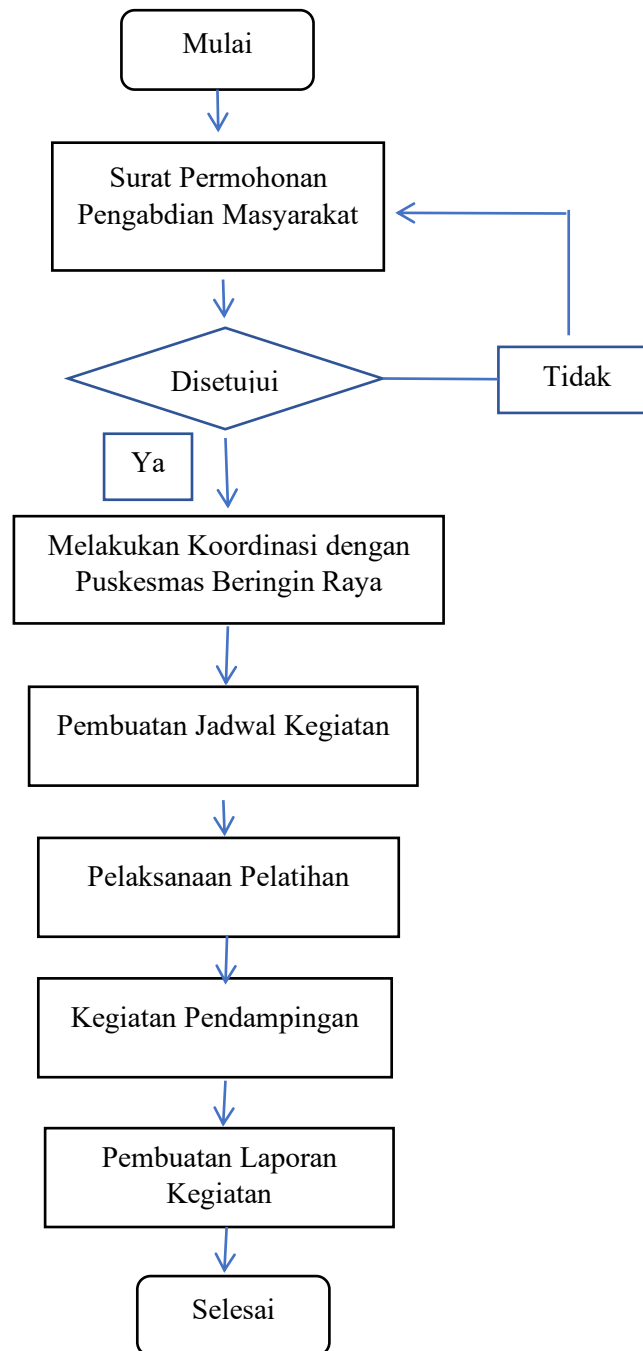 Mulai
Surat Permohonan
Pengabdian Masyarakat
Disetujui
Tidak
Ya
Melakukan Koordinasi dengan
Puskesmas Beringin Raya
Pembuatan Jadwal Kegiatan
Pelaksanaan Pelatihan
Kegiatan Pendampingan
Pembuatan Laporan
Kegiatan
Selesai